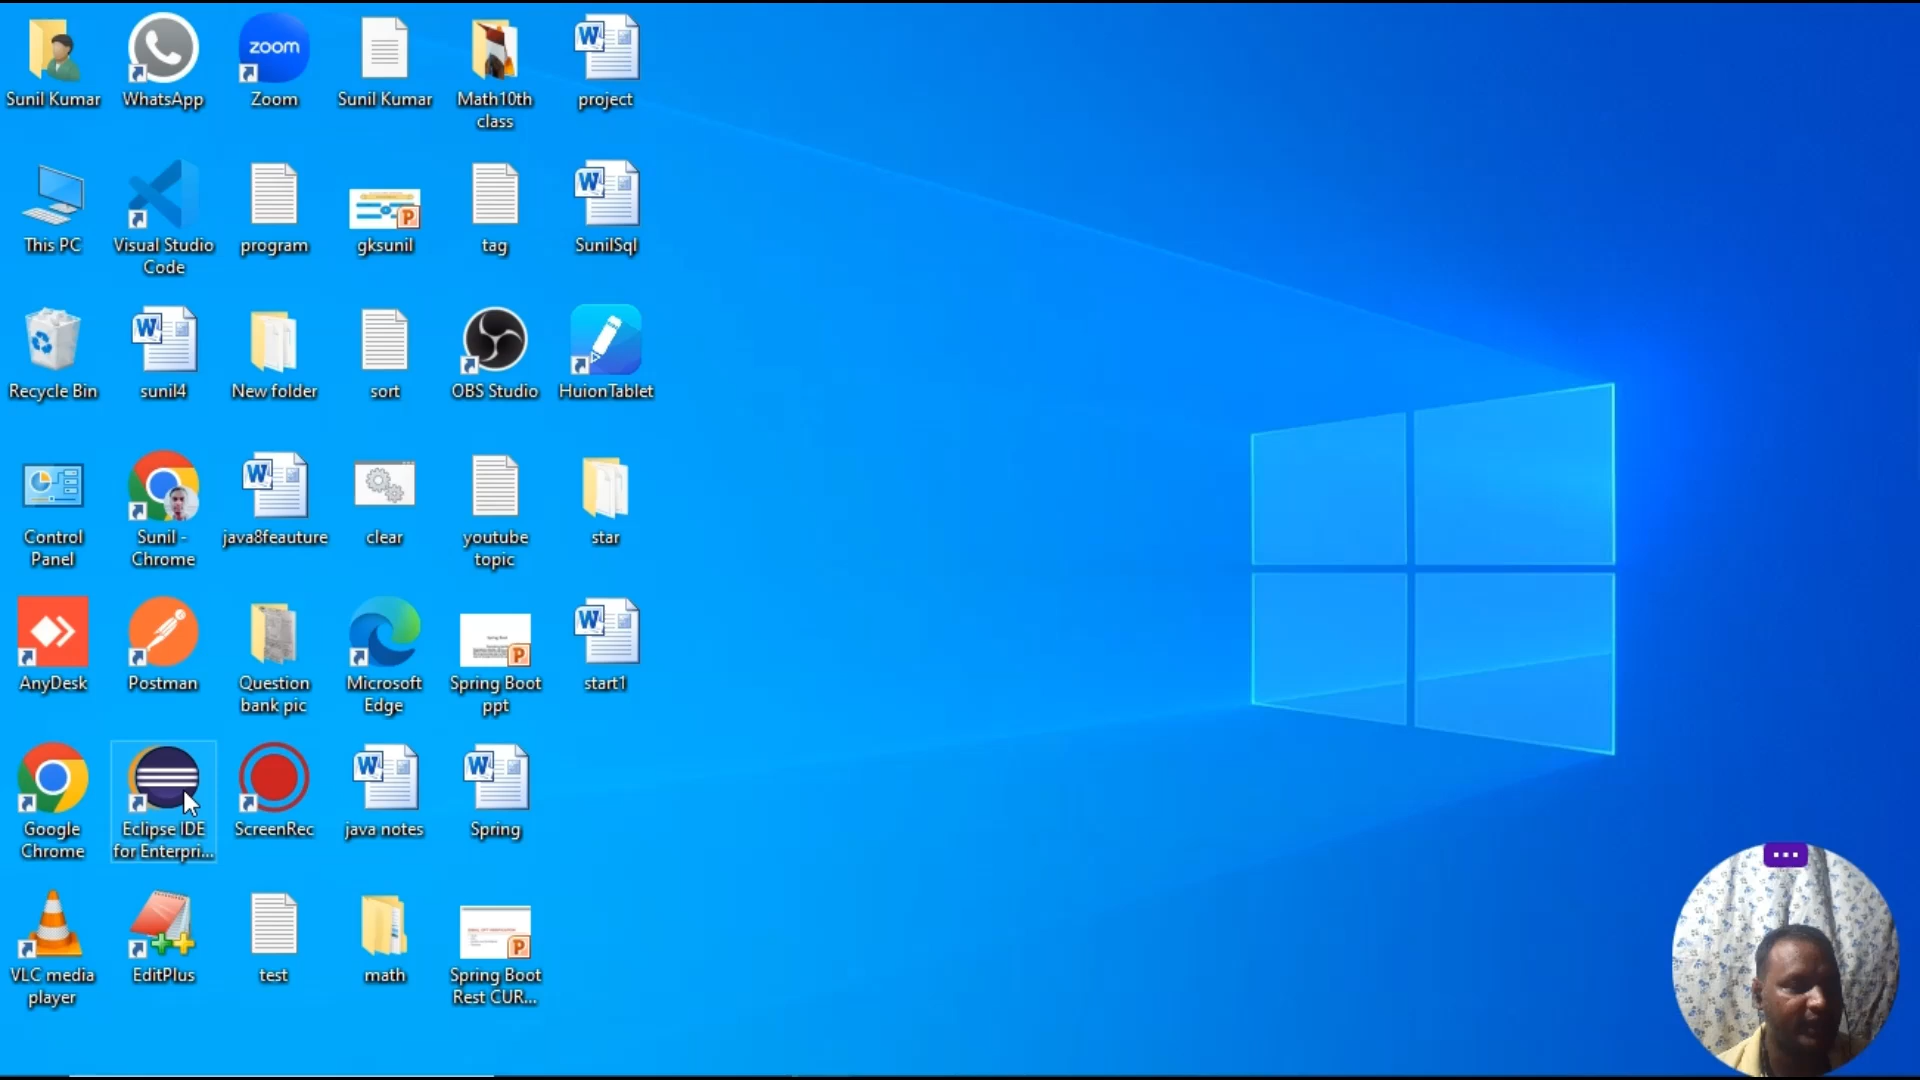 Sunil Kumar
WhatsApp
zoom
Zoom
Sunil Kumar
Math10th
class
W
project
This PC
Visual Studio
Code
program
P
gksunil
tag
W
SunilSql
Recycle Bin
W
sunil4
New folder
sort
OBS Studio
HuionTablet
Control
Panel
Sunil -
Chrome
W
java8feauture
clear
youtube
topic
star
AnyDesk
Postman
Question
bank pic
Microsoft
Edge
P
Spring Boot
ppt
W
start1
Google
Chrome
Eclipse IDE
for Enterpri...
ScreenRec
W
java notes
W
Spring
VLC media
player
EditPlus
test
math
P
Spring Boot
Rest CUR...